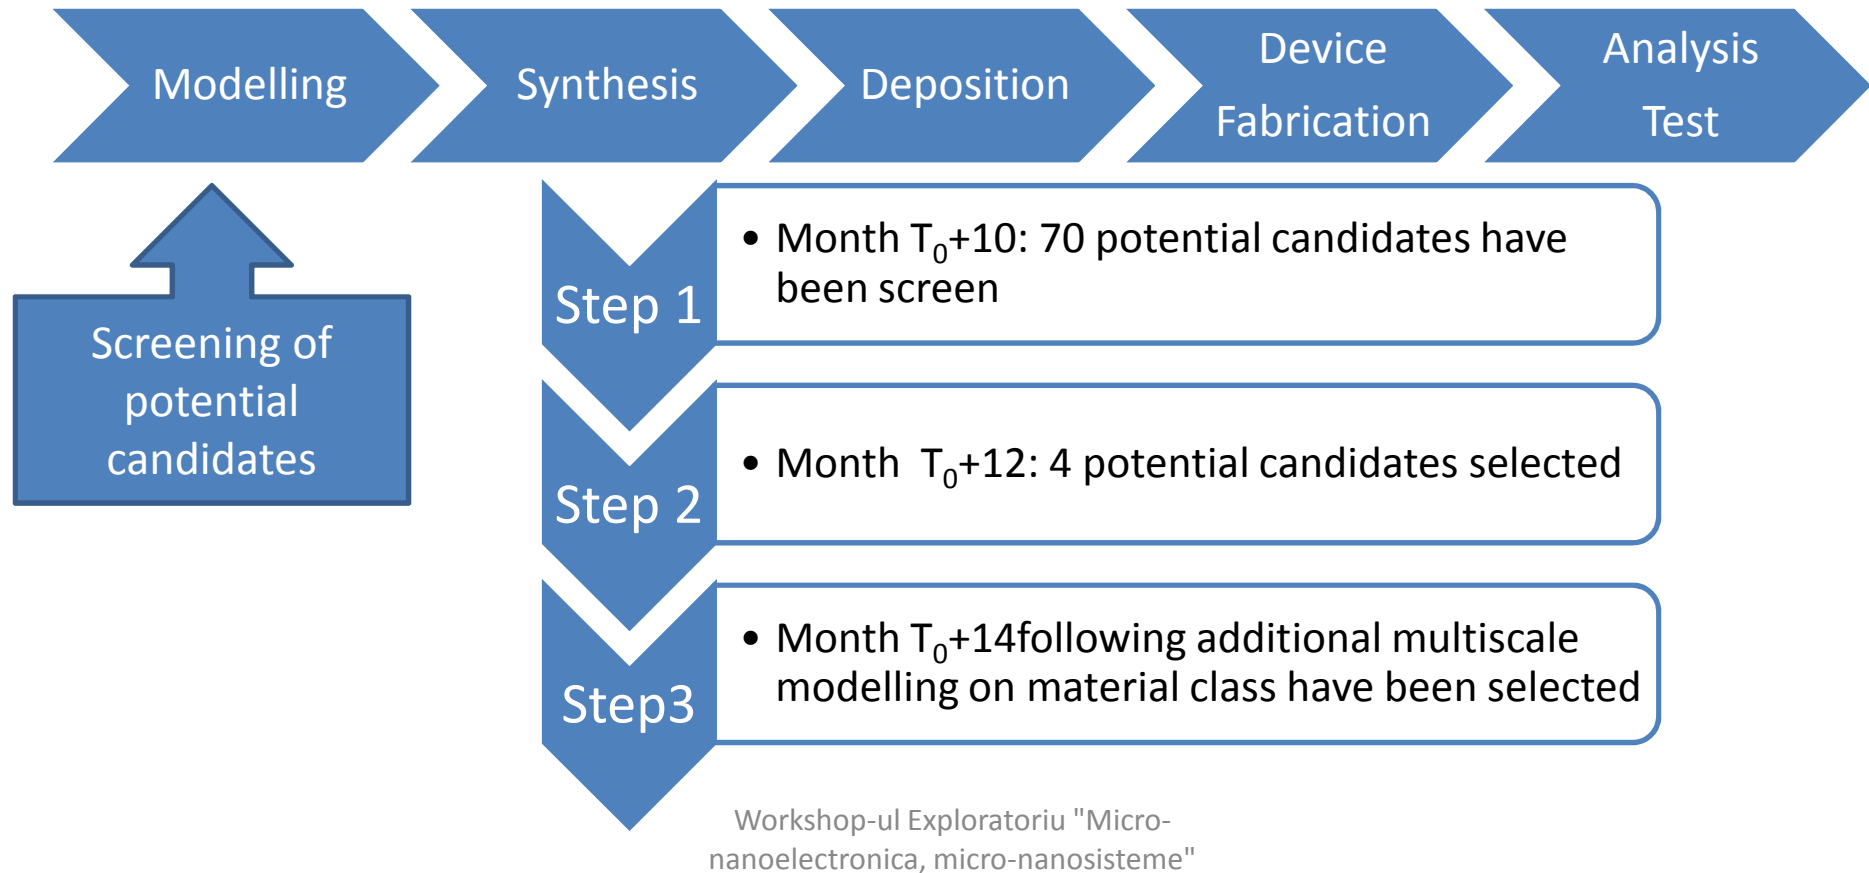 Modelling
Synthesis
Deposition
Device
Fabrication
Analysis
Test
Screening of
potential
candidates
Step 1
• Month T₀+10: 70 potential candidates have
been screen
Step 2
• Month T₀+12: 4 potential candidates selected
Step3
• Month T₀+14following additional multiscale
modelling on material class have been selected
Workshop-ul Exploratoriu "Micro-
nanoelectronica, micro-nanosisteme"